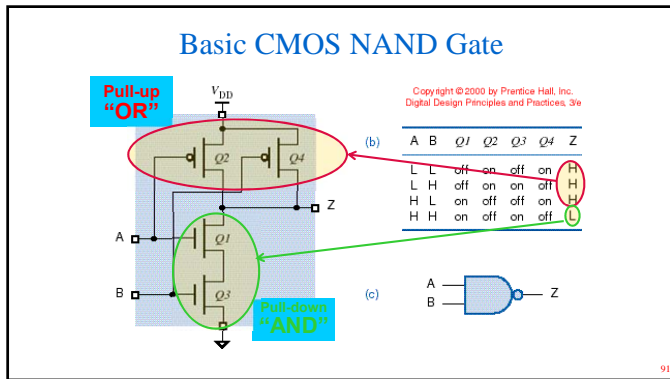 Basic CMOS NAND Gate
Pull-up
“OR”
VDD
Copyright © 2000 by Prentice Hall, Inc.
Digital Design Principles and Practices, 3/e
(b)
A B Q1 Q2 Q3 Q4 Z
L L off on off on H
L H off on on off H
H L on off off on H
H H on off on off L
Q2
Q4
Z
A
Q1
B
Q3
(c)
A
B
Z
Pull-down
“AND”
91